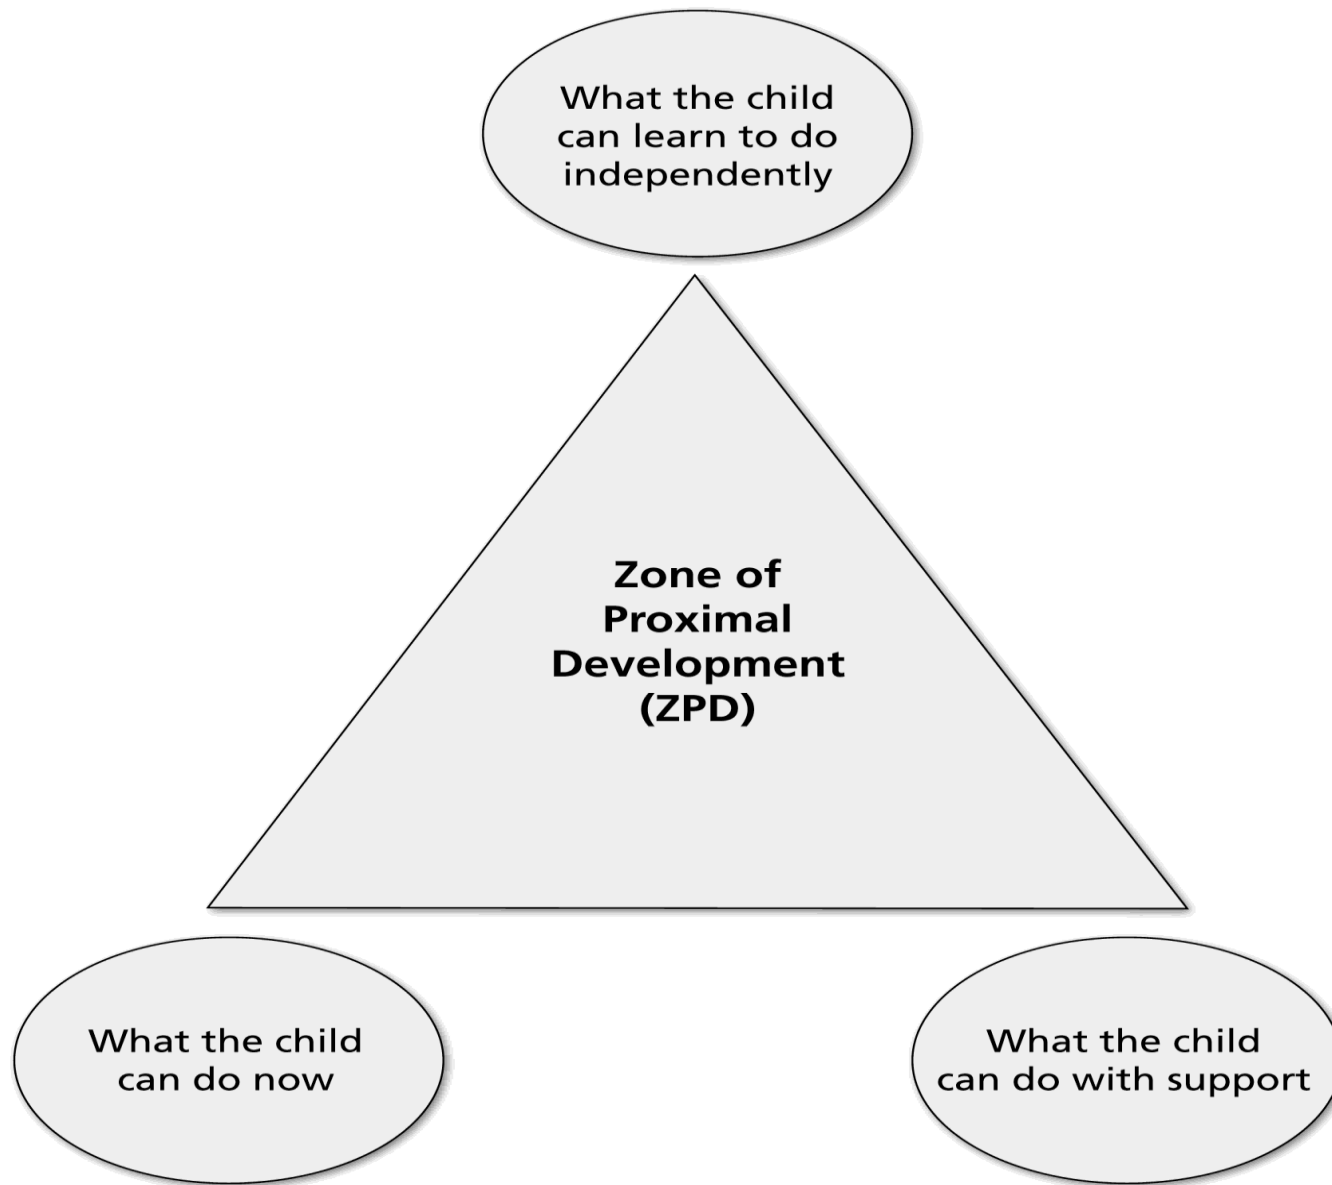 What the child
can learn to do
independently
Zone of
Proximal
Development
(ZPD)
What the child
can do now
What the child
can do with support